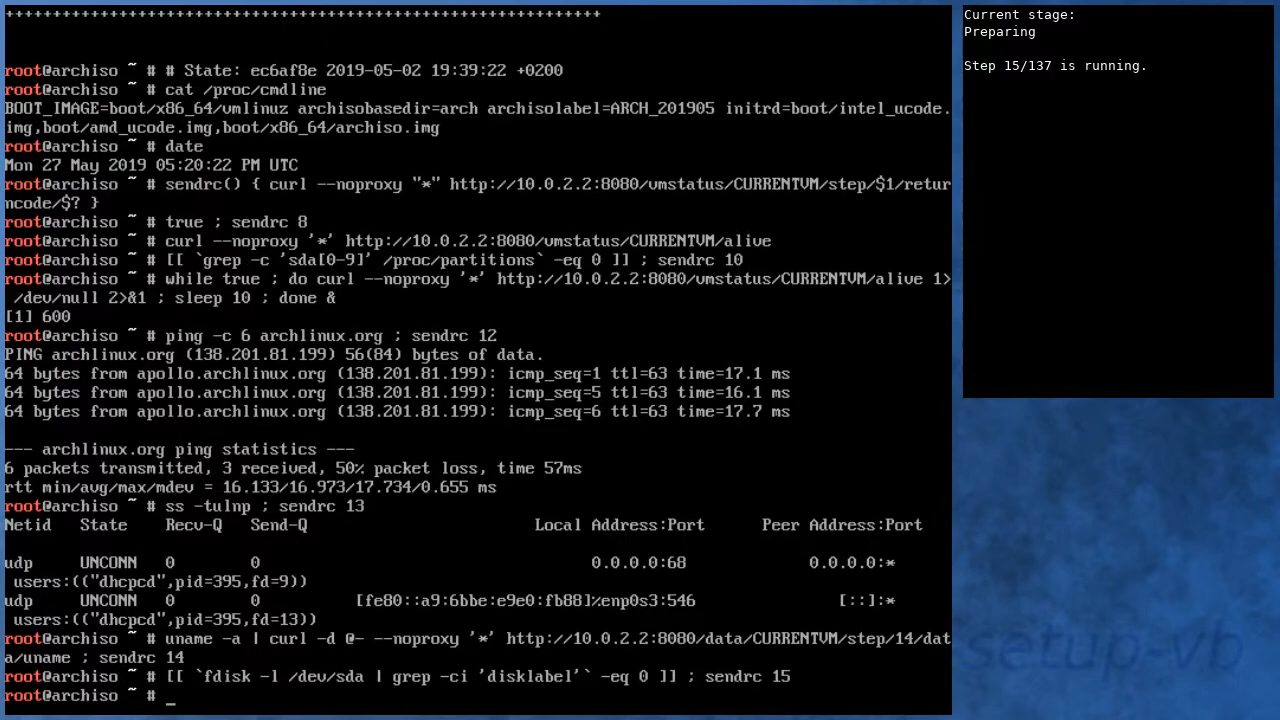 ++++++++++++++++++++++++++++++++++++++++++++++++++++++++++++++++
root@archiso ~ # # State: ec6af8e 2019-05-02 19:39:22 +0200
root@archiso ~ # cat /proc/cmdline
BOOT_IMAGE=boot/x86_64/vmlinuz archisobasedir=arch archisolabel=ARCH_201905 initrd=boot/intel_ucode.
img,boot/amd_ucode.img,boot/x86_64/archiso.img
root@archiso ~ # date
Mon 27 May 2019 05:20:22 PM UTC
root@archiso ~ # sendrc() { curl --noproxy "*" http://10.0.2.2:8080/vmstatus/CURRENTVM/step/$1/retur
ncode/$? }
root@archiso ~ # true ; sendrc 8
root@archiso ~ # curl --noproxy '*' http://10.0.2.2:8080/vmstatus/CURRENTVM/alive
root@archiso ~ # [[ `grep -c 'sda[0-9]' /proc/partitions` -eq 0 ]] ; sendrc 10
root@archiso ~ # while true ; do curl --noproxy '*' http://10.0.2.2:8080/vmstatus/CURRENTVM/alive 1>
/dev/null 2>&1 ; sleep 10 ; done &
[1] 600
root@archiso ~ # ping -c 6 archlinux.org ; sendrc 12
PING archlinux.org (138.201.81.199) 56(84) bytes of data.
64 bytes from apollo.archlinux.org (138.201.81.199): icmp_seq=1 ttl=63 time=17.1 ms
64 bytes from apollo.archlinux.org (138.201.81.199): icmp_seq=5 ttl=63 time=16.1 ms
64 bytes from apollo.archlinux.org (138.201.81.199): icmp_seq=6 ttl=63 time=17.7 ms
--- archlinux.org ping statistics ---
6 packets transmitted, 3 received, 50% packet loss, time 57ms
rtt min/avg/max/mdev = 16.133/16.973/17.734/0.655 ms
root@archiso ~ # ss -tulnp ; sendrc 13
Netid State Recv-Q Send-Q Local Address:Port Peer Address:Port
udp UNCONN 0 0 0.0.0.0:68 0.0.0.0:*
users:(("dhcpcd",pid=395,fd=9))
udp UNCONN 0 0 [fe80::a9:6bbe:e9e0:fb88]%enp0s3:546 [::]:*
users:(("dhcpcd",pid=395,fd=13))
root@archiso ~ # uname -a | curl -d @- --noproxy '*' http://10.0.2.2:8080/data/CURRENTVM/step/14/dat
a/uname ; sendrc 14
root@archiso ~ # [[ `fdisk -l /dev/sda | grep -ci 'disklabel'` -eq 0 ]] ; sendrc 15
root@archiso ~ # _
Current stage:
Preparing
Step 15/137 is running.
setup-vb